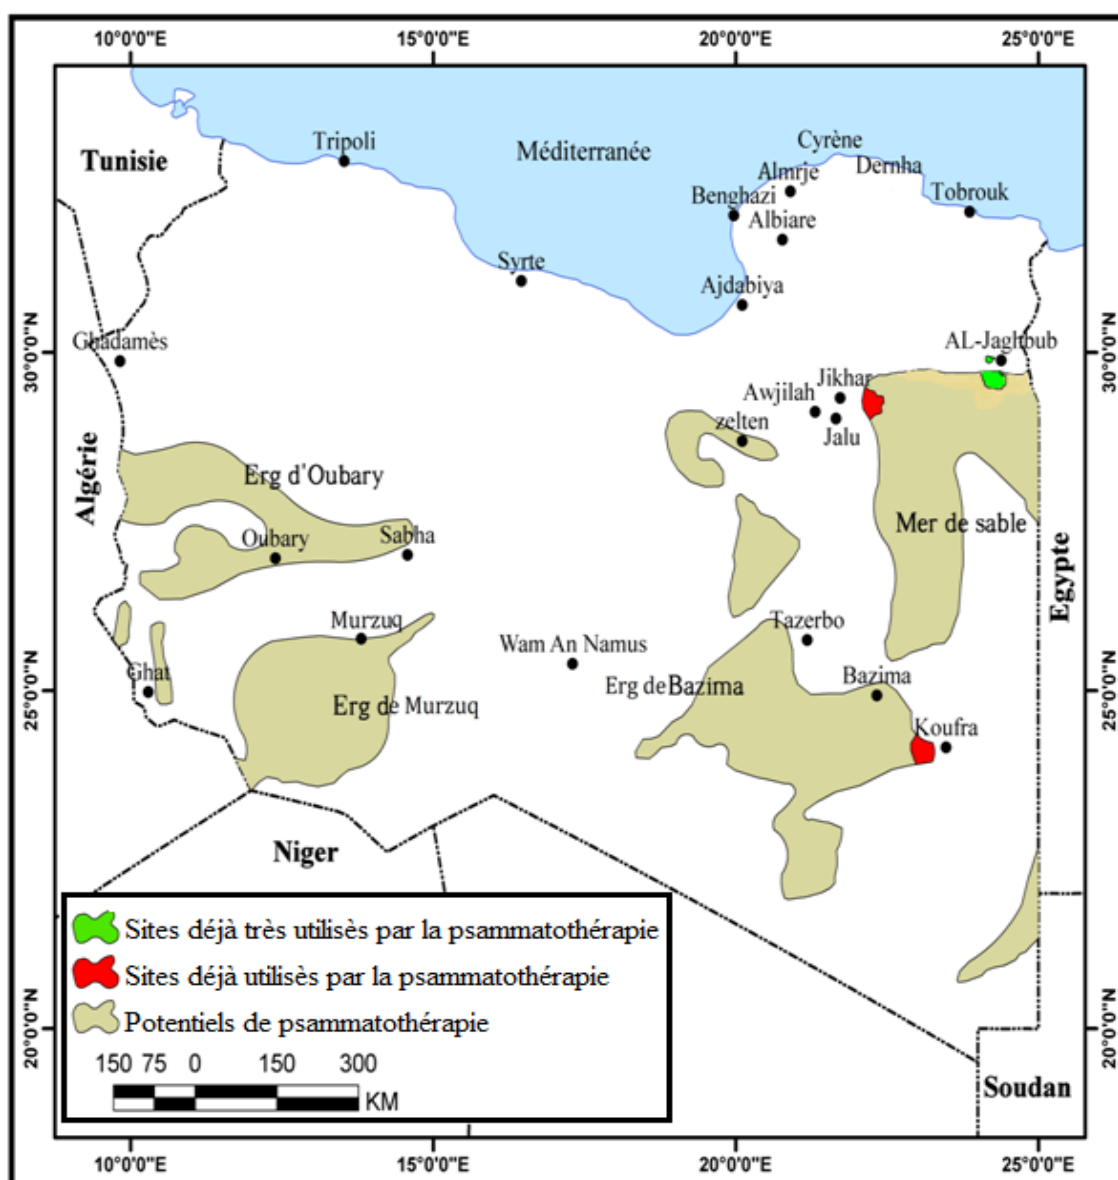 10°0'0"E 15°0'0"E 20°0'0"E 25°0'0"E
Tunisie
Tripoli
Méditerranée
Cyrène
Almrje
Dernha
Benghazi
Tobrouk
Albiare
Syrte
Ajdabiya
30°0'0"N
30°0'0"N
Ghadamès
AL-Jaghbub
Jikhar
Awjilah
zelten
Jalu
Algérie
Erg d'Oubary
Mer de sable
Oubary
Sabha
Egypte
Murzuq
Tazerbo
Wam An Namus
Ghat
Erg de Bazima
Bazima
25°0'0"N
25°0'0"N
Erg de Murzuq
Koufra
Niger
Sites déjà très utilisès par la psammatothérapie
Sites déjà utilisès par la psammatothérapie
Potentiels de psammatothérapie
20°0'0"N
20°0'0"N
150 75 0 150 300
KM
Soudan
10°0'0"E 15°0'0"E 20°0'0"E 25°0'0"E